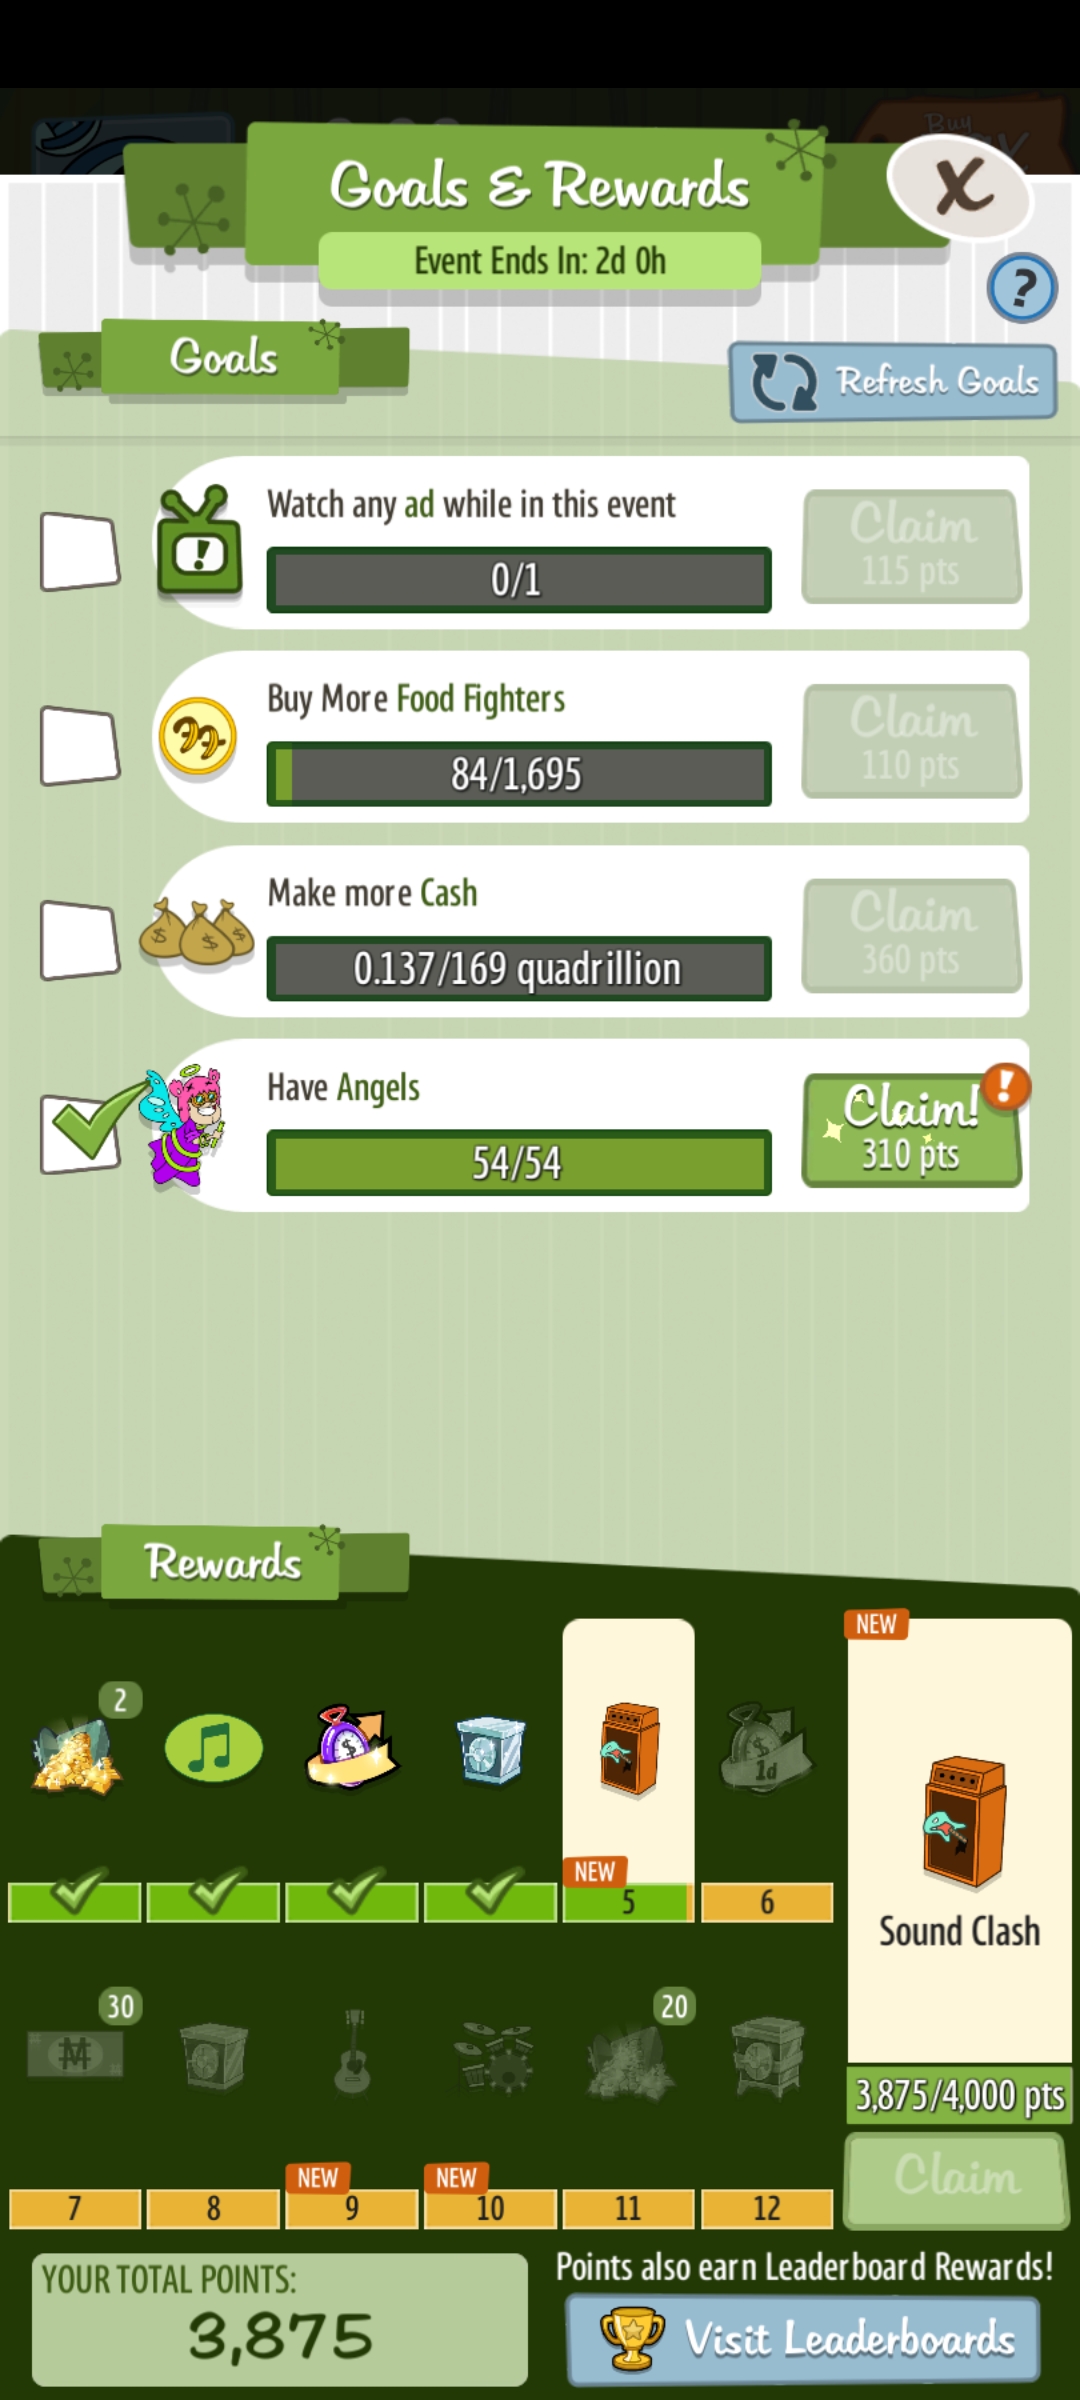 Buy
Goals & Rewards
X
Event Ends In: 2d 0h
?
Goals
Refresh Goals
Watch any ad while in this event
0/1
Claim
115 pts
Buy More Food Fighters
84/1,695
Claim
110 pts
Make more Cash
0.137/169 quadrillion
Claim
360 pts
Have Angels
54/54
Claim!
310 pts
!
Rewards
NEW
2
1d
NEW
5
6
Sound Clash
30
20
3,875/4,000 pts
Claim
NEW
NEW
7
8
9
10
11
12
YOUR TOTAL POINTS:
3,875
Points also earn Leaderboard Rewards!
Visit Leaderboards